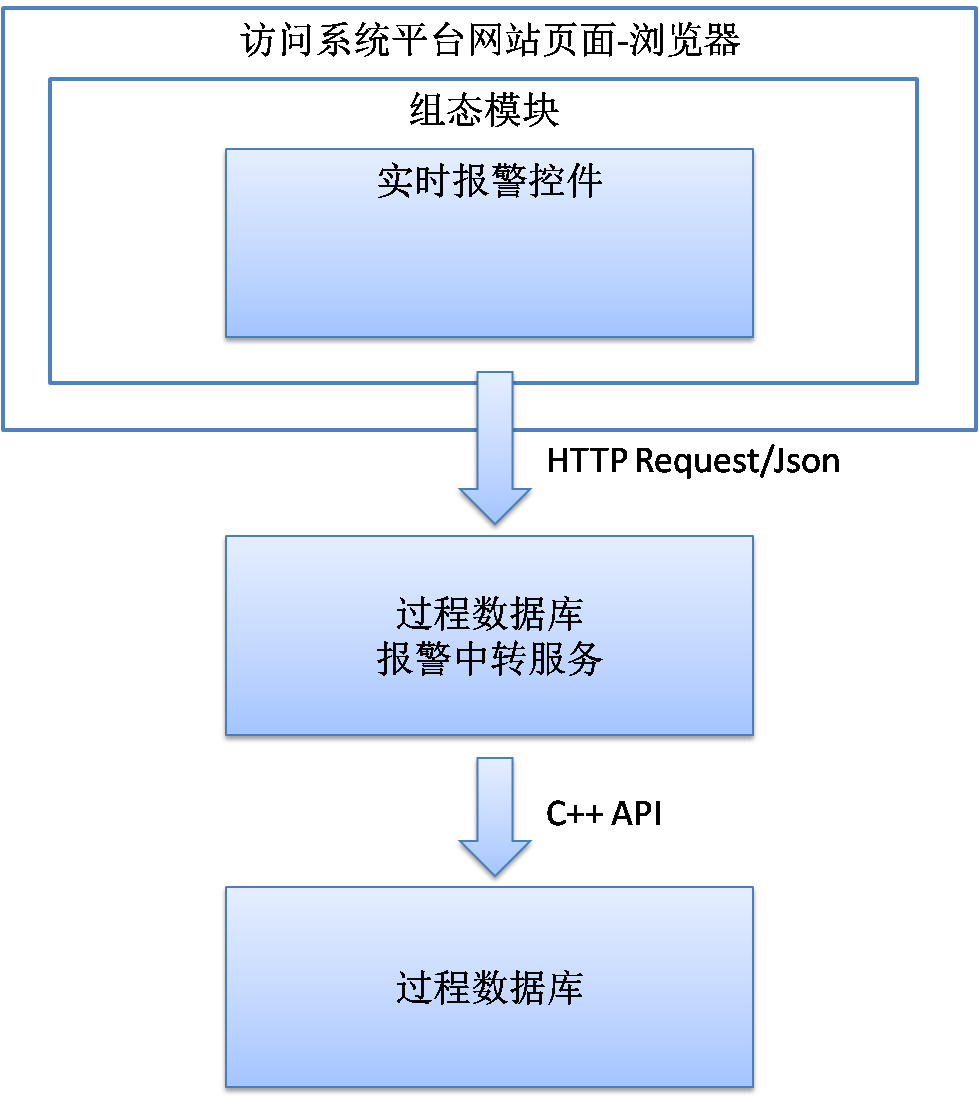 访问系统平台网站页面-浏览器
组态模块
实时报警控件
HTTP Request/Json
过程数据库
报警中转服务
C++ API
过程数据库